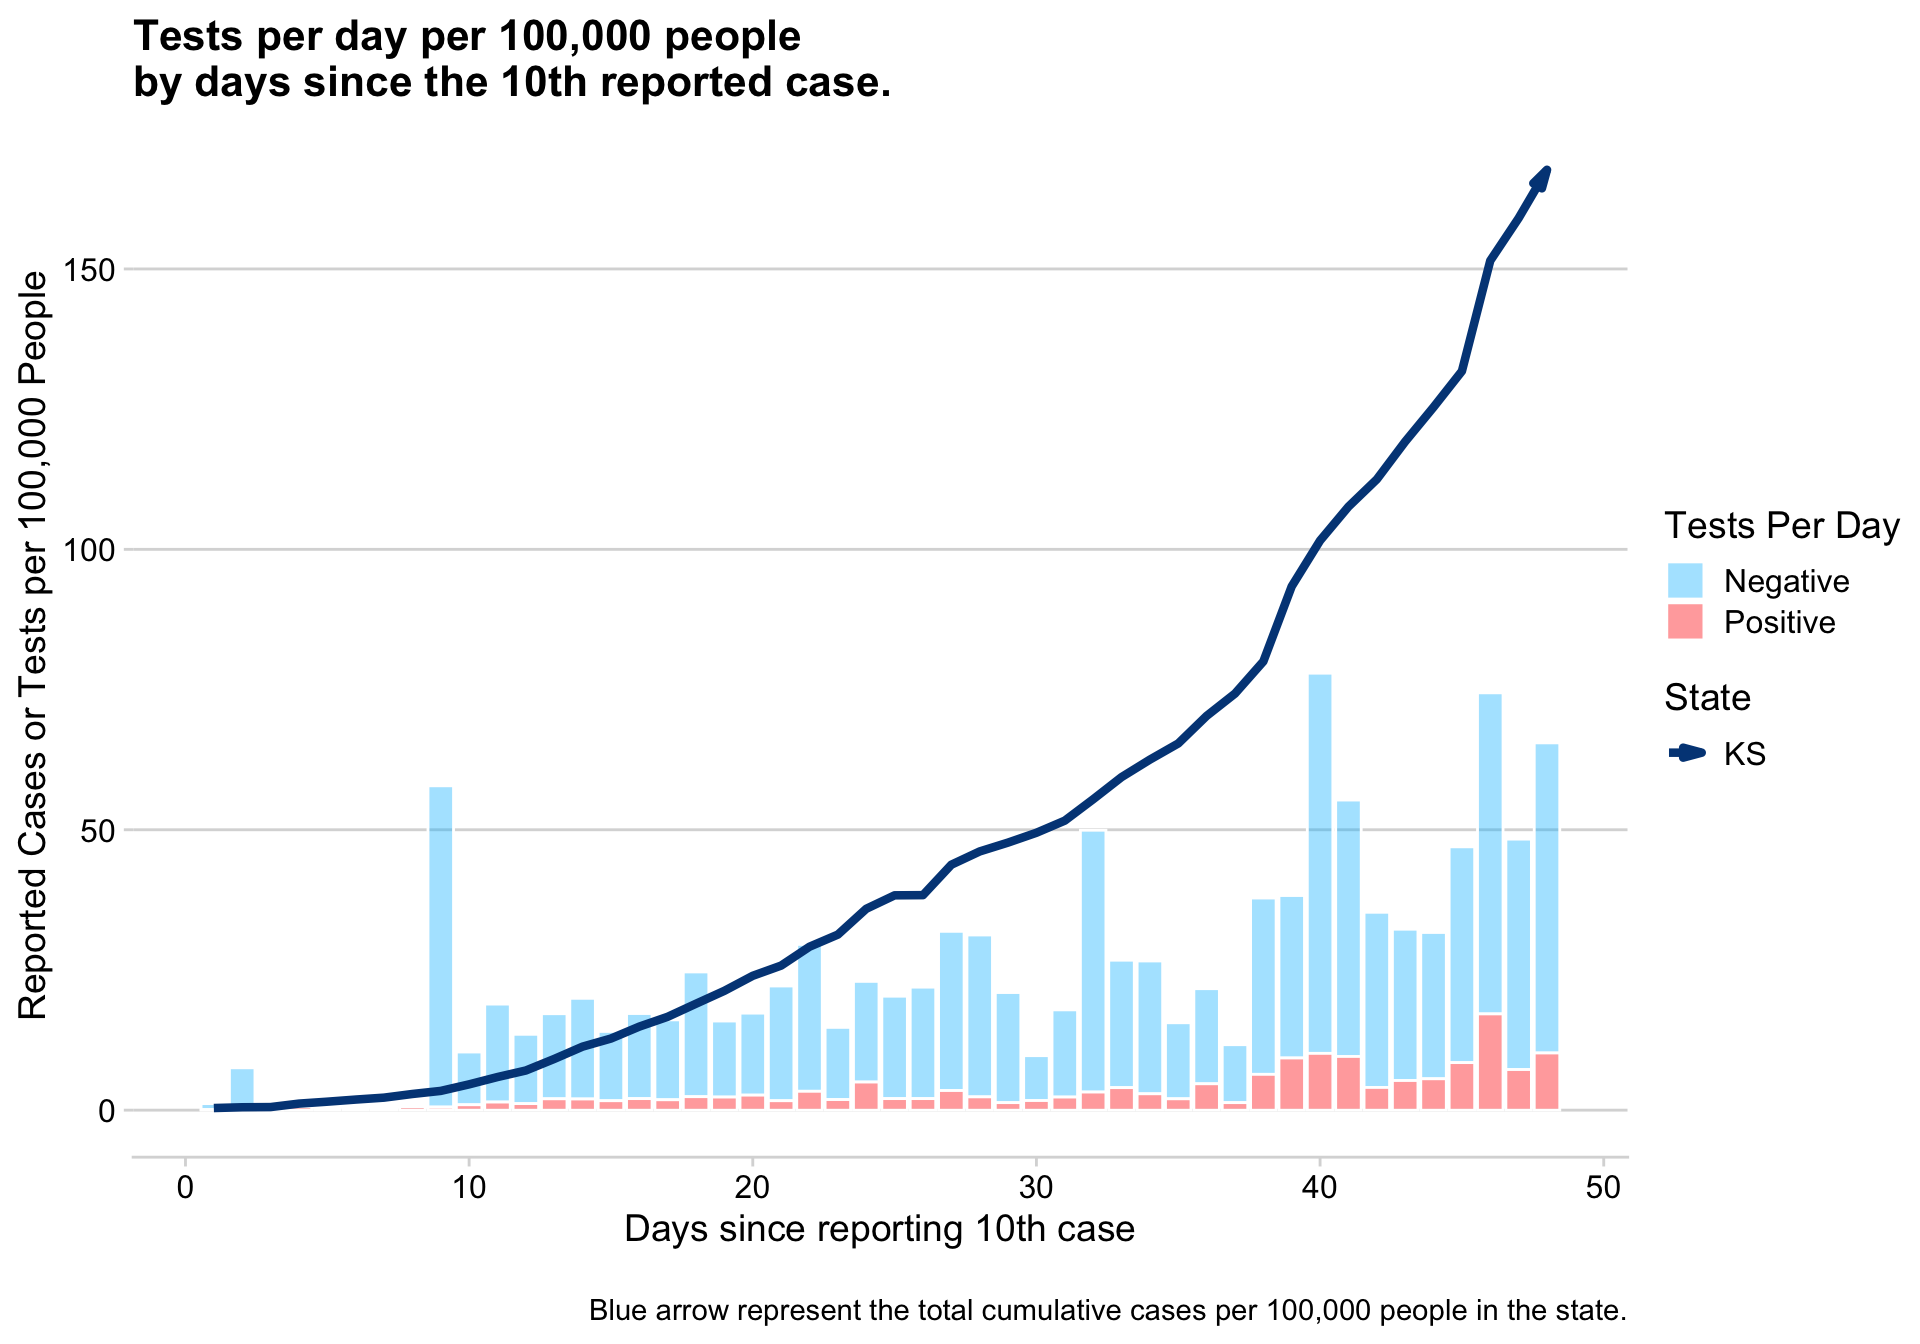 Tests per day per 100,000 people
by days since the 10th reported case.
Reported Cases or Tests per 100,000 People
150
100
50
0
0
10
20
30
40
50
Days since reporting 10th case
Tests Per Day
Negative
Positive
State
KS
Blue arrow represent the total cumulative cases per 100,000 people in the state.